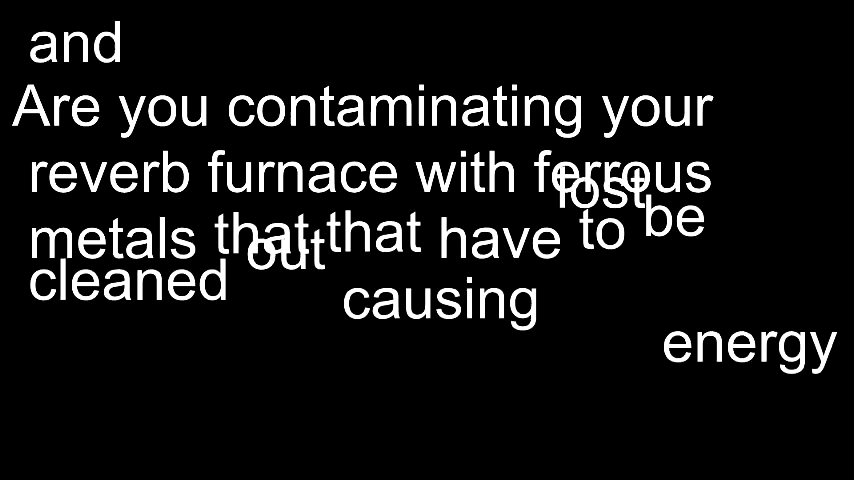 and
Are you contaminating your
reverb furnace with ferrous
lost
metals that that have to be
out
cleaned
causing
energy